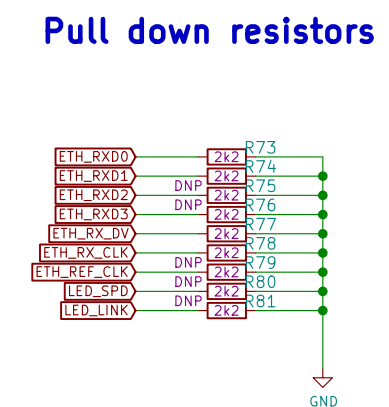 Pull down resistors
ETH_RXD0 2k2 R73
ETH_RXD1 2k2 R74
ETH_RXD2 DNP 2k2 R75
ETH_RXD3 DNP 2k2 R76
ETH_RX_DV 2k2 R77
ETH_RX_CLK 2k2 R78
ETH_REF_CLK DNP 2k2 R79
LED_SPD DNP 2k2 R80
LED_LINK DNP 2k2 R81
GND